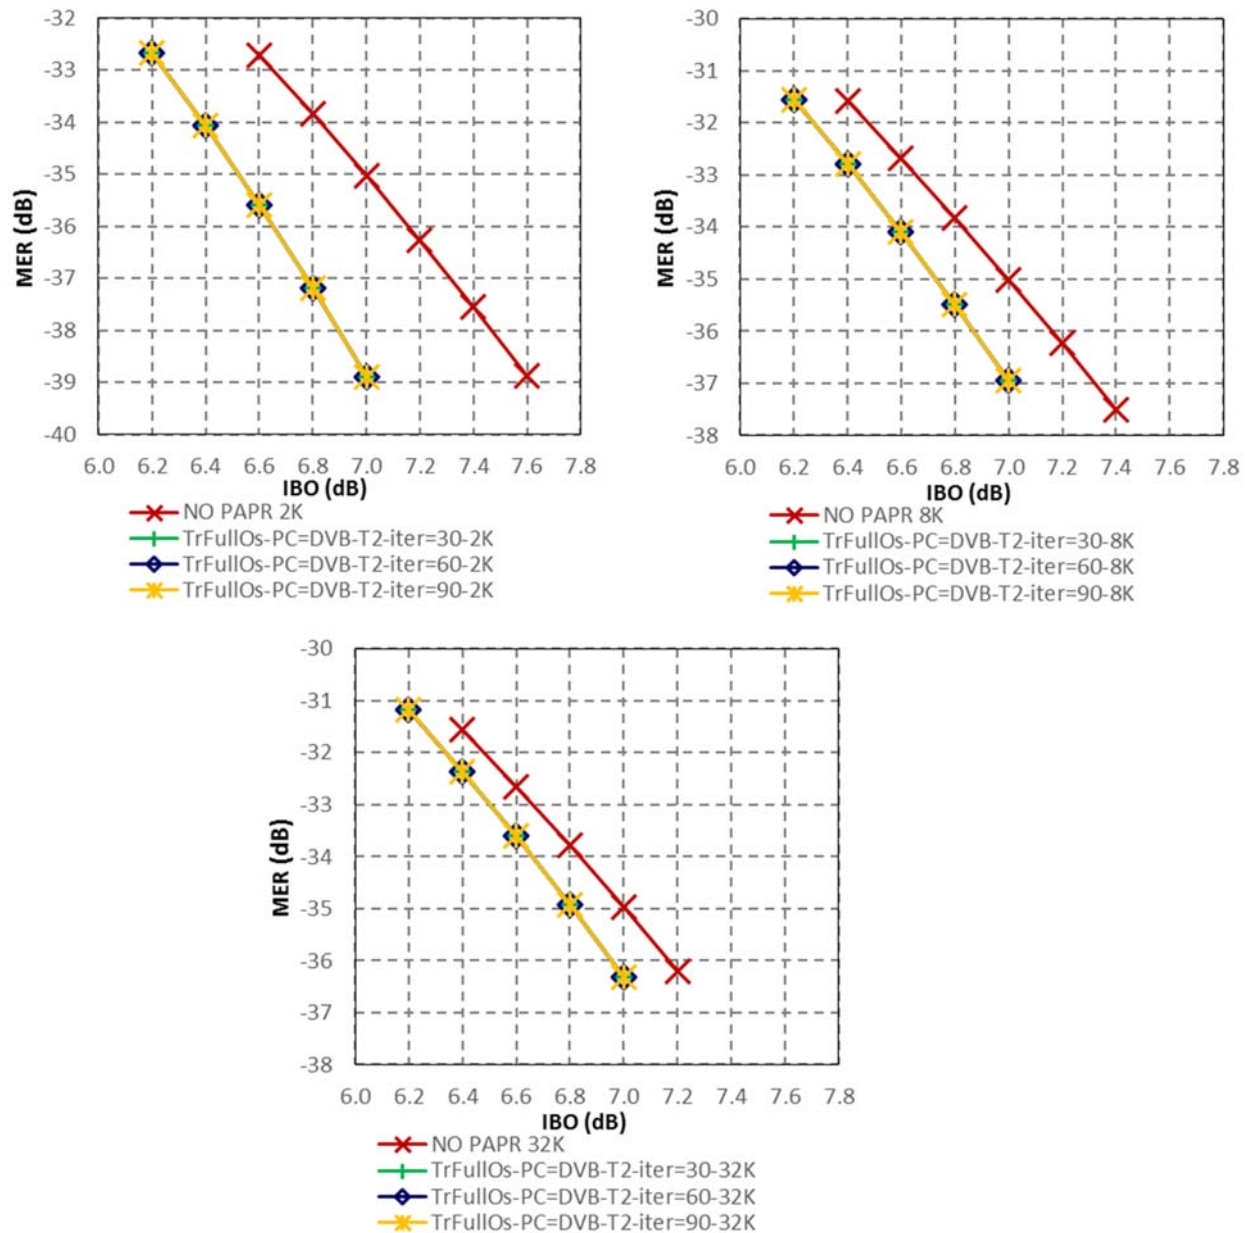 -32
-33
-34
-35
-36
-37
-38
-39
-40
MER (dB)
6.0 6.2 6.4 6.6 6.8 7.0 7.2 7.4 7.6 7.8
IBO (dB)
NO PAPR 2K
TrFullOs-PC=DVB-T2-iter=30-2K
TrFullOs-PC=DVB-T2-iter=60-2K
TrFullOs-PC=DVB-T2-iter=90-2K
-30
-31
-32
-33
-34
-35
-36
-37
-38
MER (dB)
6.0 6.2 6.4 6.6 6.8 7.0 7.2 7.4 7.6 7.8
IBO (dB)
NO PAPR 8K
TrFullOs-PC=DVB-T2-iter=30-8K
TrFullOs-PC=DVB-T2-iter=60-8K
TrFullOs-PC=DVB-T2-iter=90-8K
-30
-31
-32
-33
-34
-35
-36
-37
-38
MER (dB)
6.0 6.2 6.4 6.6 6.8 7.0 7.2 7.4 7.6 7.8
IBO (dB)
NO PAPR 32K
TrFullOs-PC=DVB-T2-iter=30-32K
TrFullOs-PC=DVB-T2-iter=60-32K
TrFullOs-PC=DVB-T2-iter=90-32K